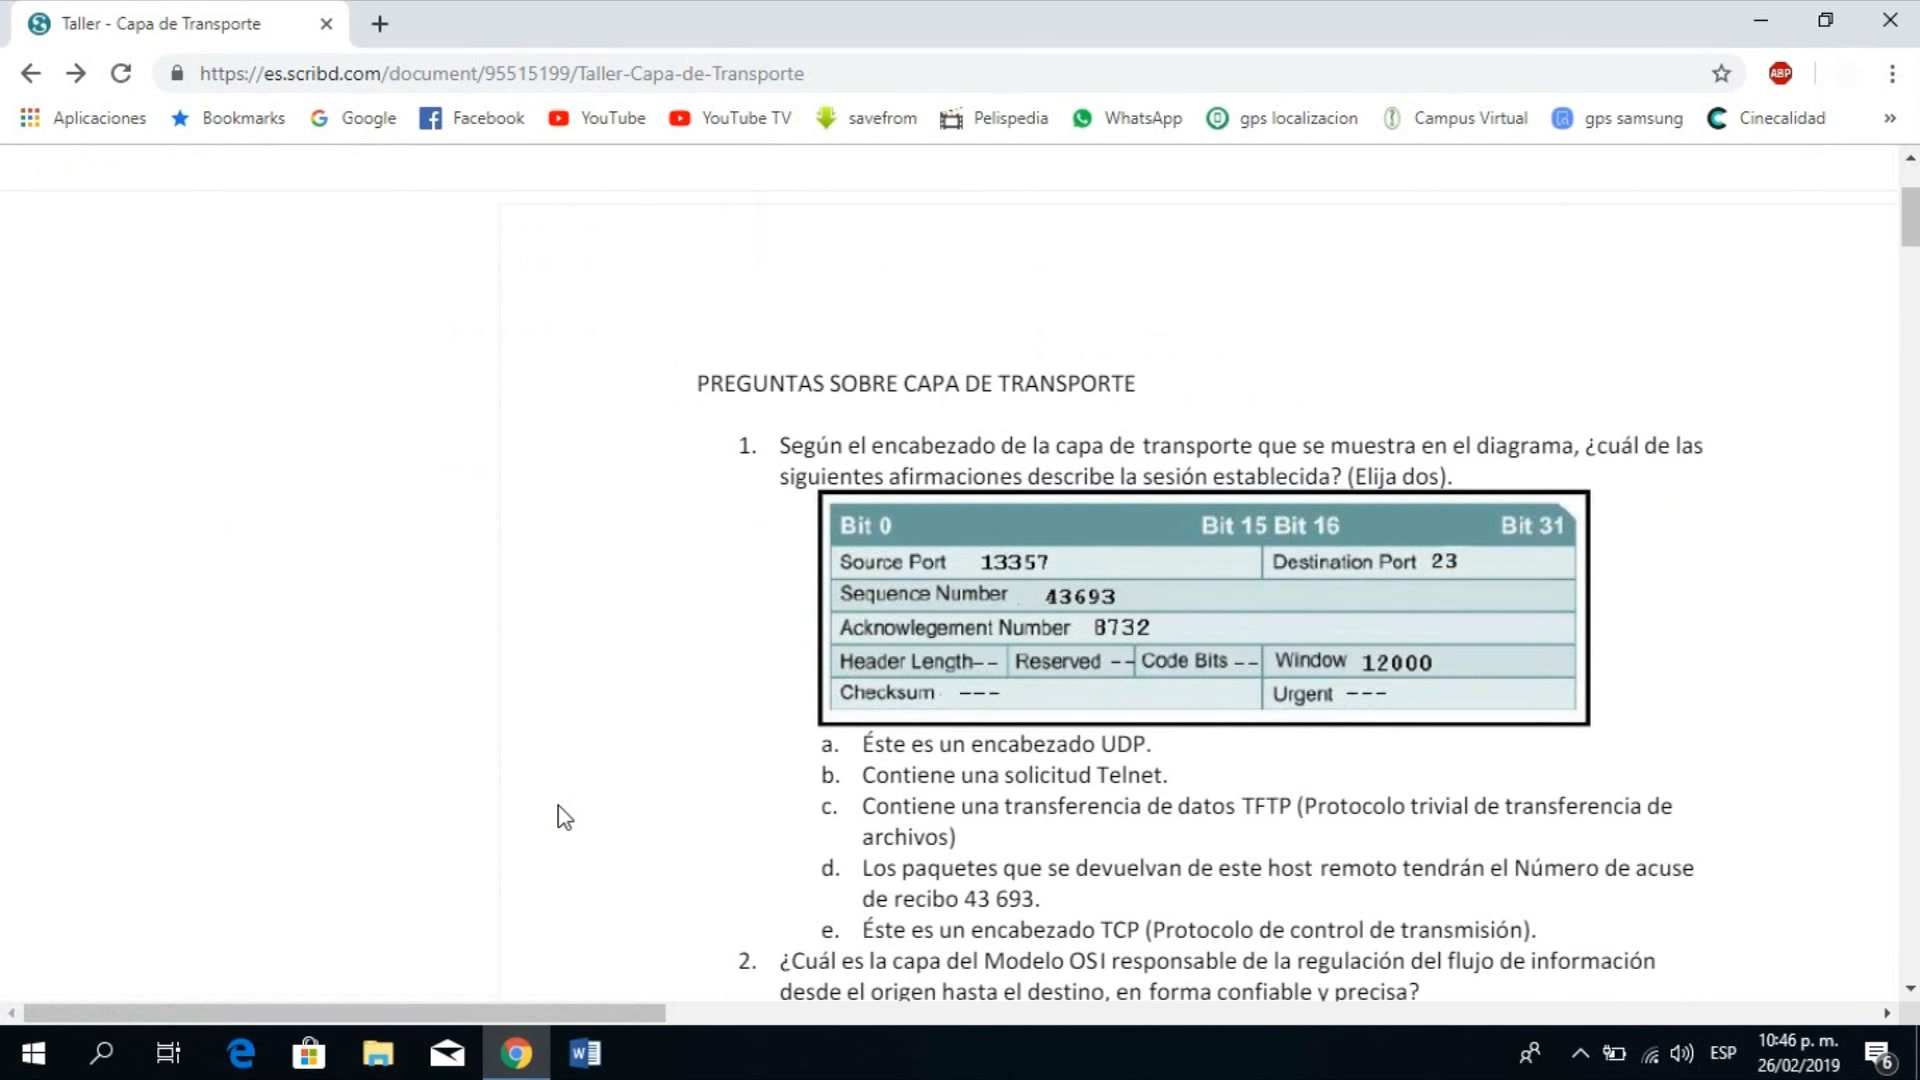 Taller - Capa de Transporte
https://es.scribd.com/document/95515199/Taller-Capa-de-Transporte
ABP
Aplicaciones Bookmarks Google Facebook YouTube YouTube TV savefrom Pelispedia WhatsApp gps localizacion Campus Virtual gps samsung Cinecalidad »
PREGUNTAS SOBRE CAPA DE TRANSPORTE
1. Según el encabezado de la capa de transporte que se muestra en el diagrama, ¿cuál de las
siguientes afirmaciones describe la sesión establecida? (Elija dos).
Bit 0 Bit 15 Bit 16 Bit 31
Source Port 13357 Destination Port 23
Sequence Number 43693
Acknowlegement Number 8732
Header Length-- Reserved -- Code Bits -- Window 12000
Checksum --- Urgent ---
a. Éste es un encabezado UDP.
b. Contiene una solicitud Telnet.
c. Contiene una transferencia de datos TFTP (Protocolo trivial de transferencia de
archivos)
d. Los paquetes que se devuelvan de este host remoto tendrán el Número de acuse
de recibo 43 693.
e. Éste es un encabezado TCP (Protocolo de control de transmisión).
2. ¿Cuál es la capa del Modelo OSI responsable de la regulación del flujo de información
desde el origen hasta el destino, en forma confiable y precisa?
ESP
10:46 p. m.
26/02/2019
6